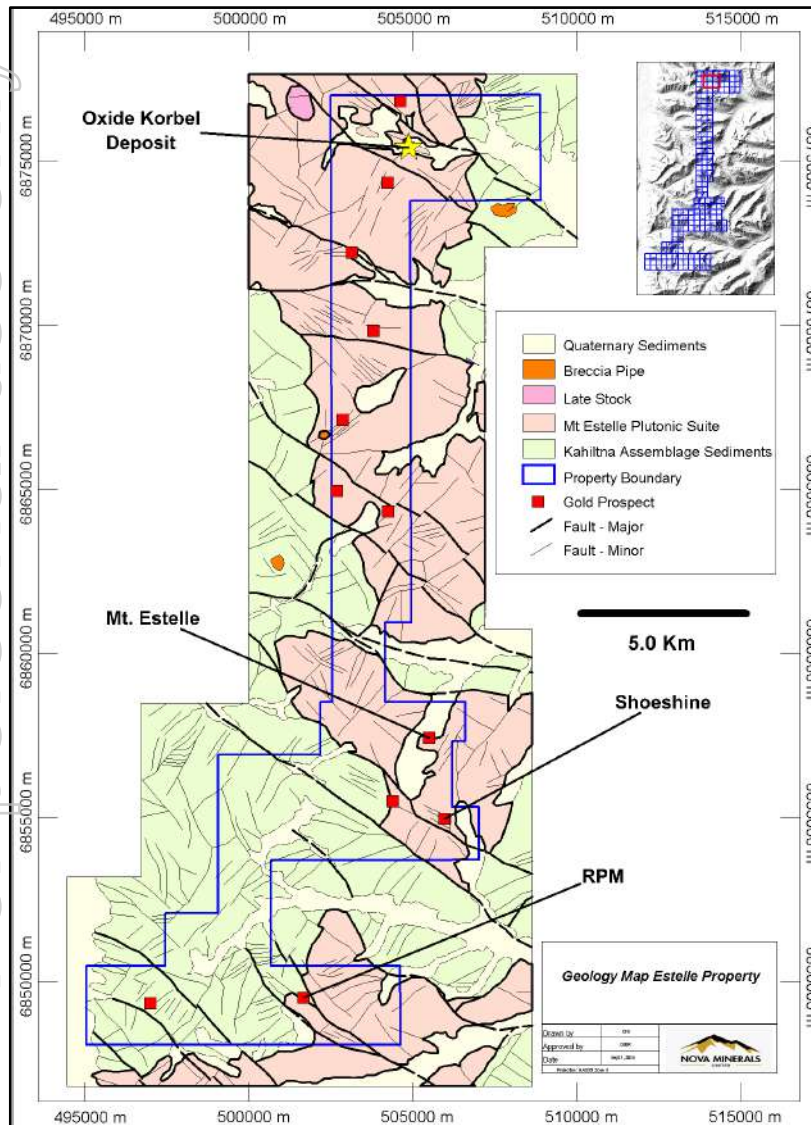 495000 m 500000 m 505000 m 510000 m 515000 m
Oxide Korbel
Deposit
6875000 m
6870000 m
Quaternary Sediments
Breccia Pipe
Late Stock
Mt Estelle Plutonic Suite
Kahiltna Assemblage Sediments
Property Boundary
Gold Prospect
Fault - Major
Fault - Minor
6865000 m
Mt. Estelle
5.0 Km
6860000 m
Shoeshine
6855000 m
RPM
6850000 m
Geology Map Estelle Property
Drawn by
Approved by
Date
NOVA MINERALS
LIMITED
495000 m 500000 m 505000 m 510000 m 515000 m